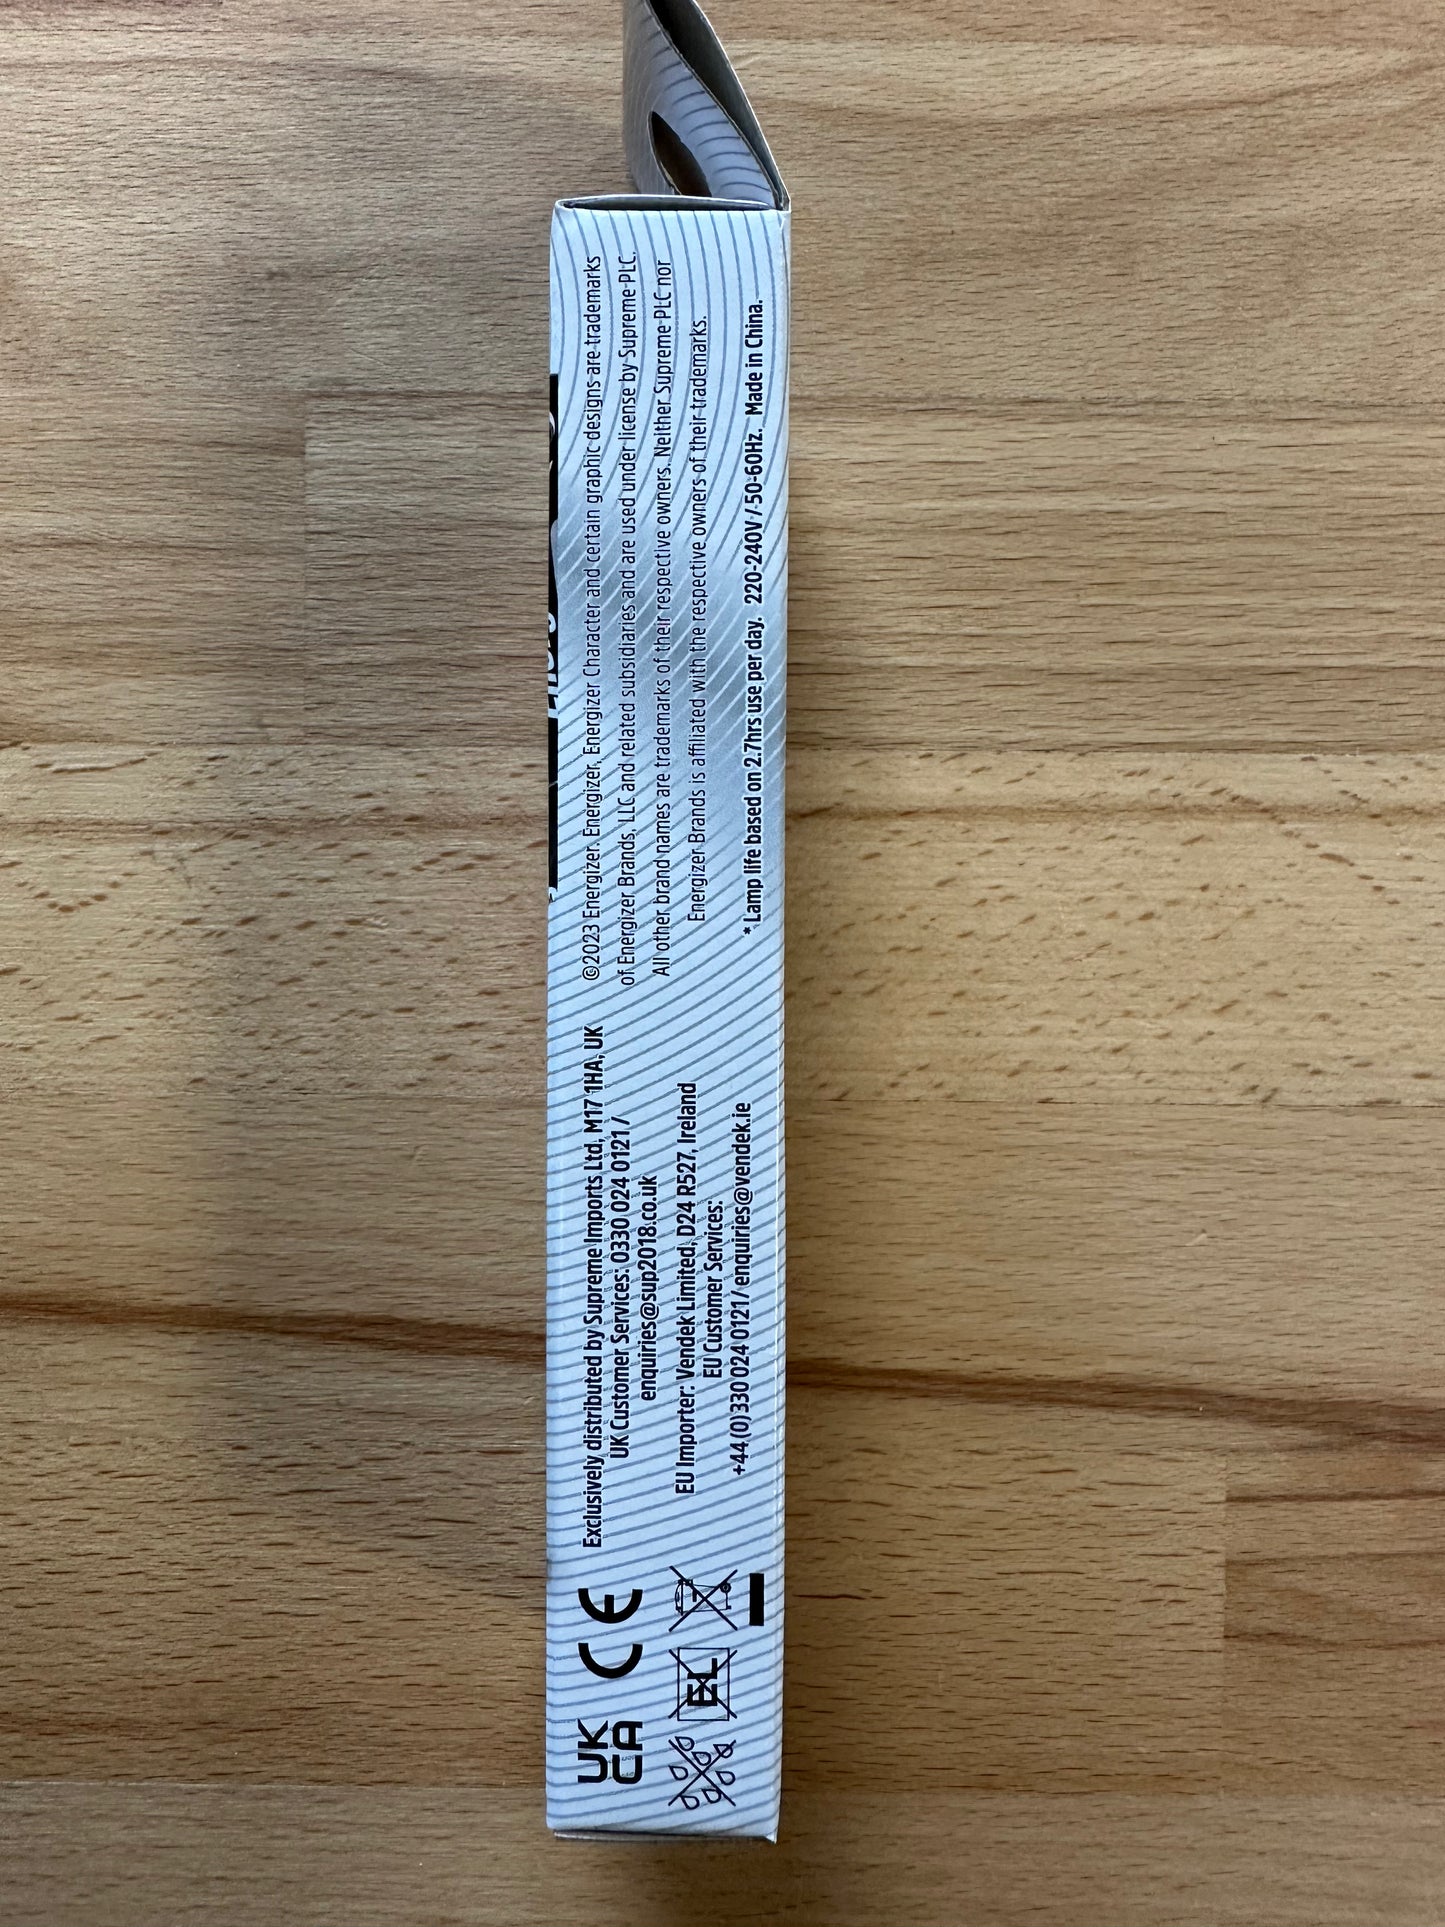 ©2023 Energizer. Energizer, Energizer Character and certain graphic designs are trademarks
of Energizer Brands, LLC and related subsidiaries and are used under license by Supreme PLC.
All other brand names are trademarks of their respective owners. Neither Supreme PLC nor
Energizer Brands is affiliated with the respective owners of their trademarks.
* Lamp life based on 2.7hrs use per day. 220-240V / 50-60Hz. Made in China.
Exclusively distributed by Supreme Imports Ltd, M17 1HA, UK
UK Customer Services: 0330 024 0121 /
enquiries@sup2018.co.uk
EU Importer: Vendek Limited, D24 R527, Ireland
EU Customer Services:
+44 (0)330 024 0121 / enquiries@vendek.ie
UK
CA
CE
EL